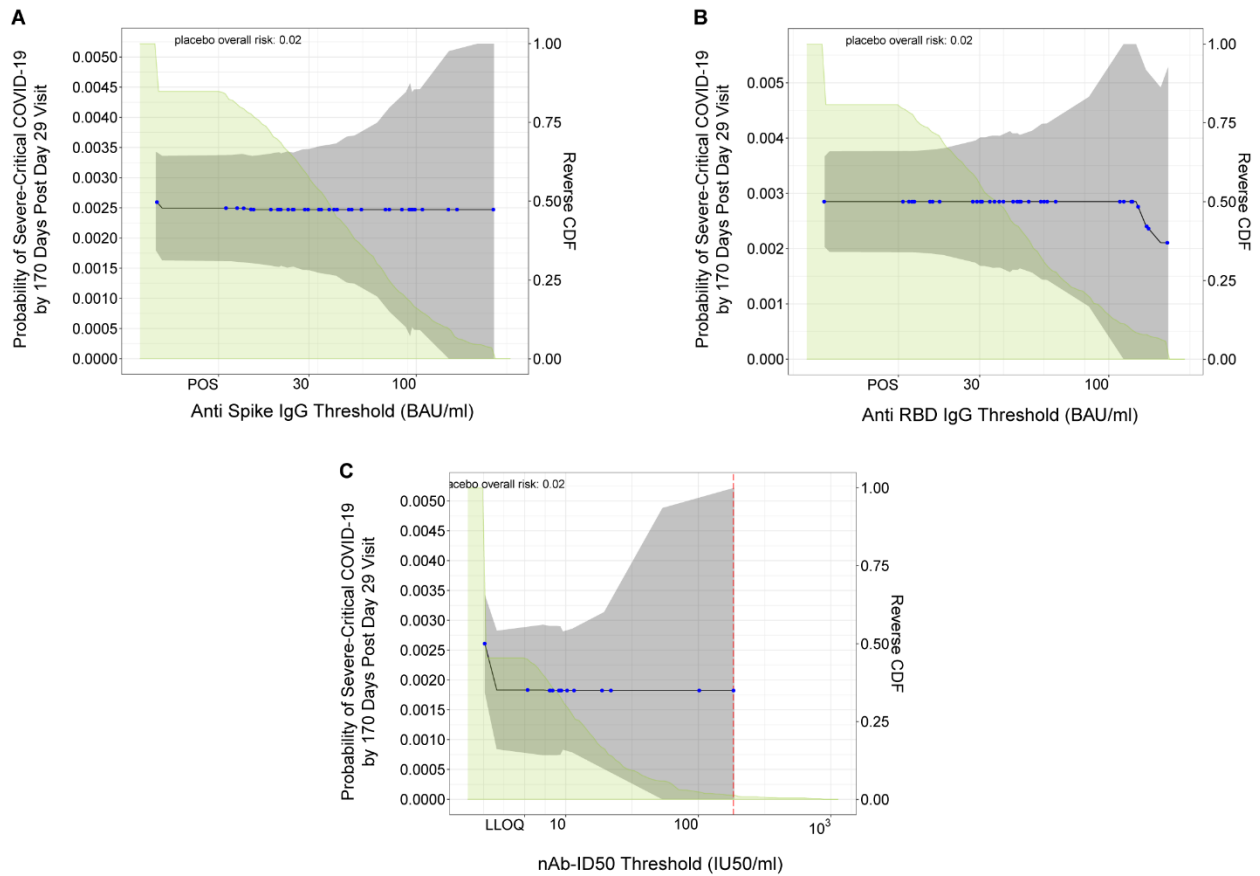 A
placebo overall risk: 0.02
Probability of Severe-Critical COVID-19
by 170 Days Post Day 29 Visit
0.0050
0.0045
0.0040
0.0035
0.0030
0.0025
0.0020
0.0015
0.0010
0.0005
0.0000
1.00
0.75
0.50
0.25
0.00
Reverse CDF
POS 30 100
Anti Spike IgG Threshold (BAU/ml)
B
placebo overall risk: 0.02
Probability of Severe-Critical COVID-19
by 170 Days Post Day 29 Visit
0.005
0.004
0.003
0.002
0.001
0.000
1.00
0.75
0.50
0.25
0.00
Reverse CDF
POS 30 100
Anti RBD IgG Threshold (BAU/ml)
C
acebo overall risk: 0.02
Probability of Severe-Critical COVID-19
by 170 Days Post Day 29 Visit
0.0050
0.0045
0.0040
0.0035
0.0030
0.0025
0.0020
0.0015
0.0010
0.0005
0.0000
1.00
0.75
0.50
0.25
0.00
Reverse CDF
LLOQ 10 100 10³
nAb-ID50 Threshold (IU50/ml)